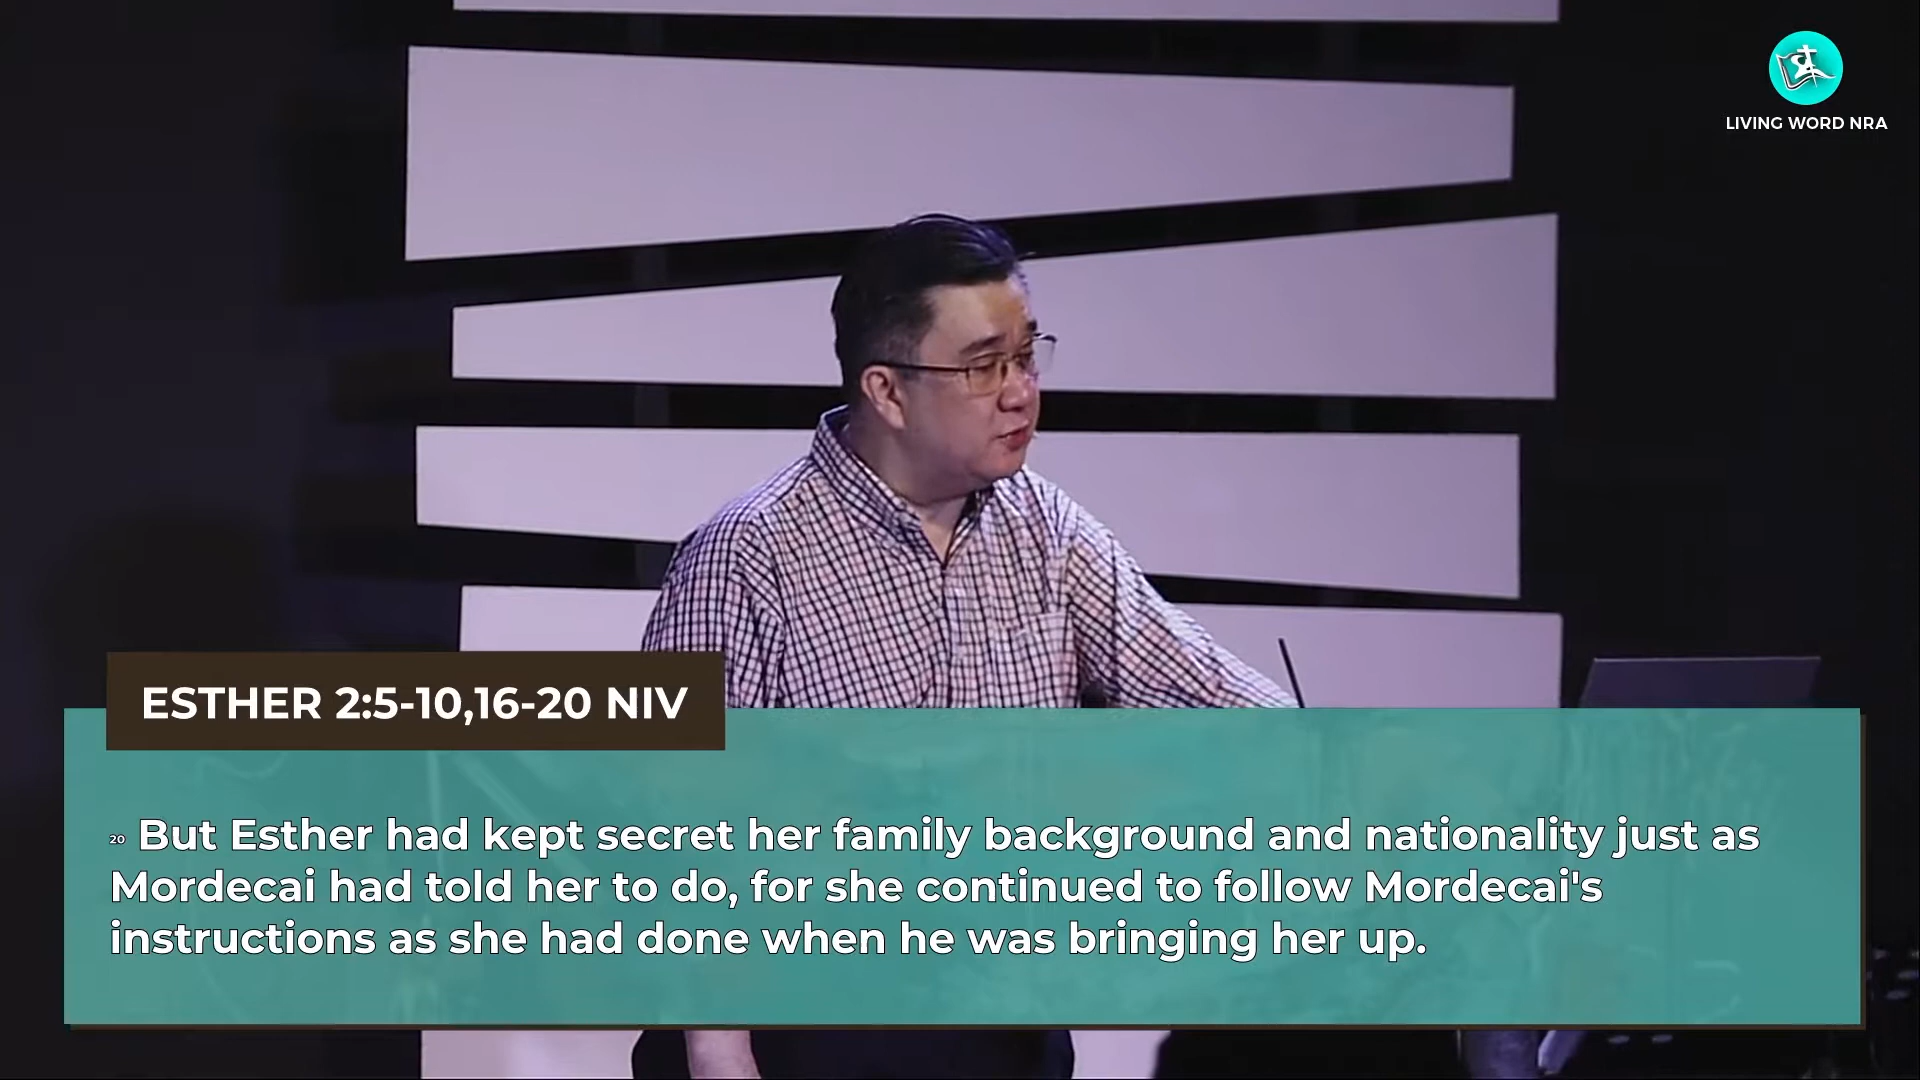 LIVING WORD NRA
ESTHER 2:5-10,16-20 NIV
20 But Esther had kept secret her family background and nationality just as
Mordecai had told her to do, for she continued to follow Mordecai's
instructions as she had done when he was bringing her up.